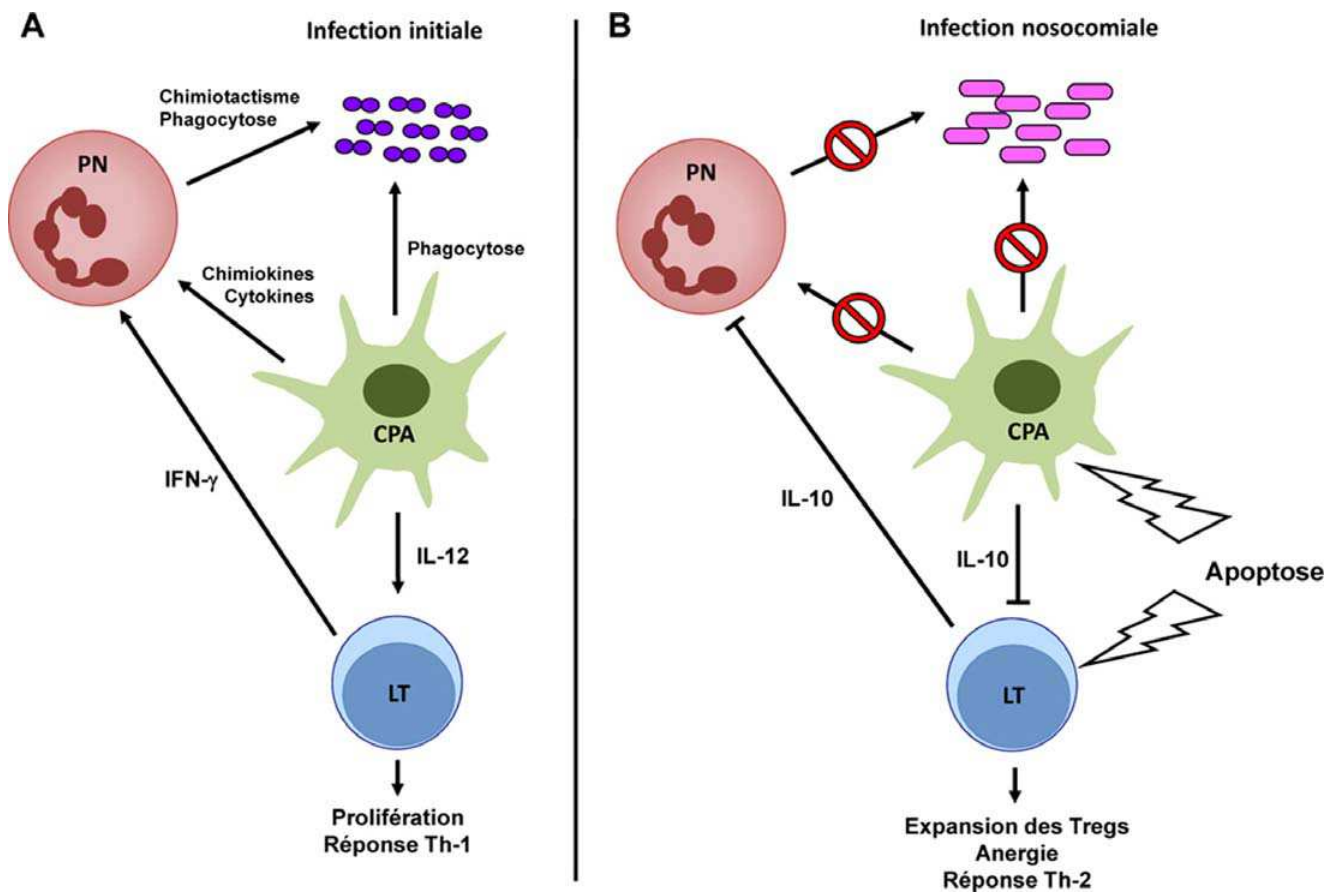 A
Infection initiale
Chimiotactisme
Phagocytose
PN
Phagocytose
Chimiokines
Cytokines
CPA
IFN-γ
IL-12
LT
Prolifération
Réponse Th-1
B
Infection nosocomiale
PN
CPA
IL-10
IL-10
Apoptose
LT
Expansion des Tregs
Anergie
Réponse Th-2